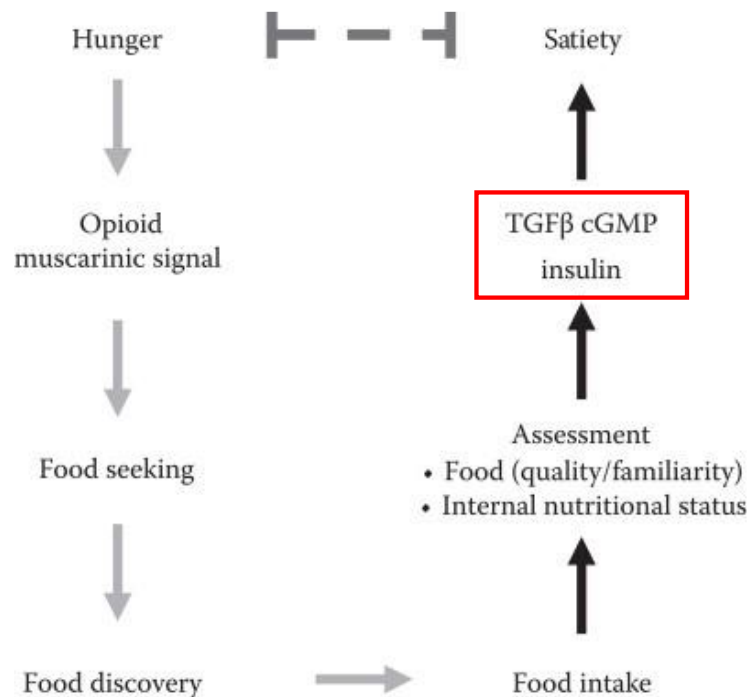 Hunger
Satiety
Opioid
muscarinic signal
TGFβ cGMP
insulin
Food seeking
Assessment
• Food (quality/familiarity)
• Internal nutritional status
Food discovery
Food intake